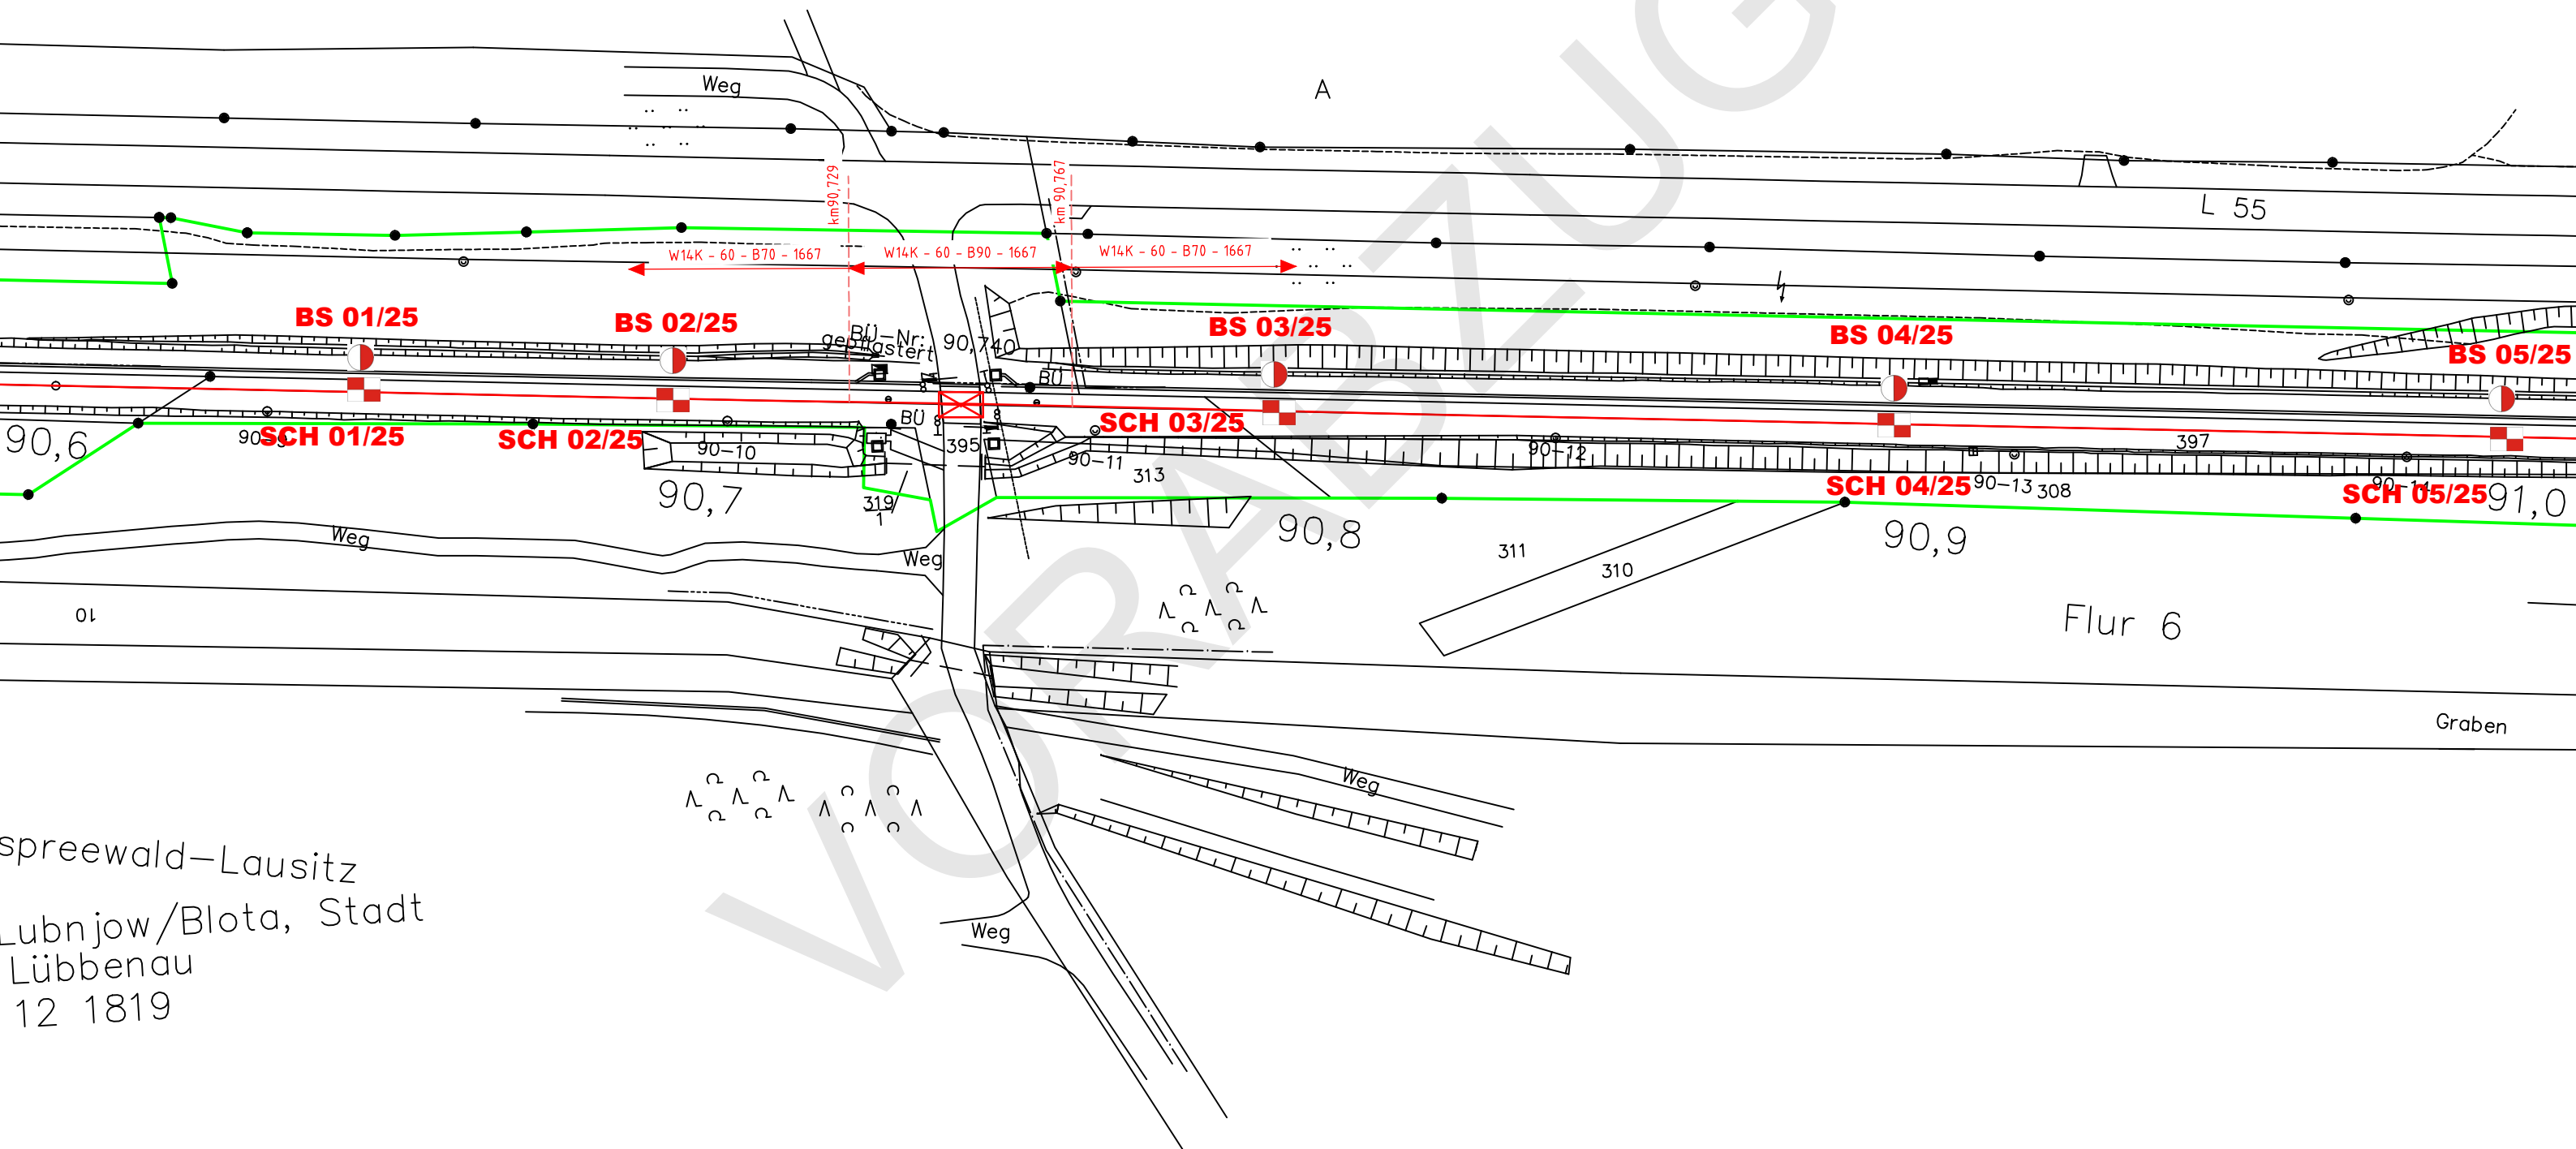 Weg
A
km90,729
km 90,767
L 55
W14K - 60 - B70 - 1667
W14K - 60 - B90 - 1667
W14K - 60 - B70 - 1667
BS 01/25
BS 02/25
BS 03/25
BS 04/25
BS 05/25
BÜ-Nr.: 90,740
gepflastert
BÜ
BÜ
90,6
90-9
SCH 01/25
SCH 02/25
SCH 03/25
90-10
395
90-11
313
90-12
397
90-13
308
SCH 04/25
90-14
SCH 05/25
91,0
90,7
319
1
90,8
90,9
Weg
Weg
311
310
10
Flur 6
Graben
Weg
spreewald-Lausitz
Lubnjow/Blota, Stadt
Lübbenau
12 1819
Weg
VORABZUG